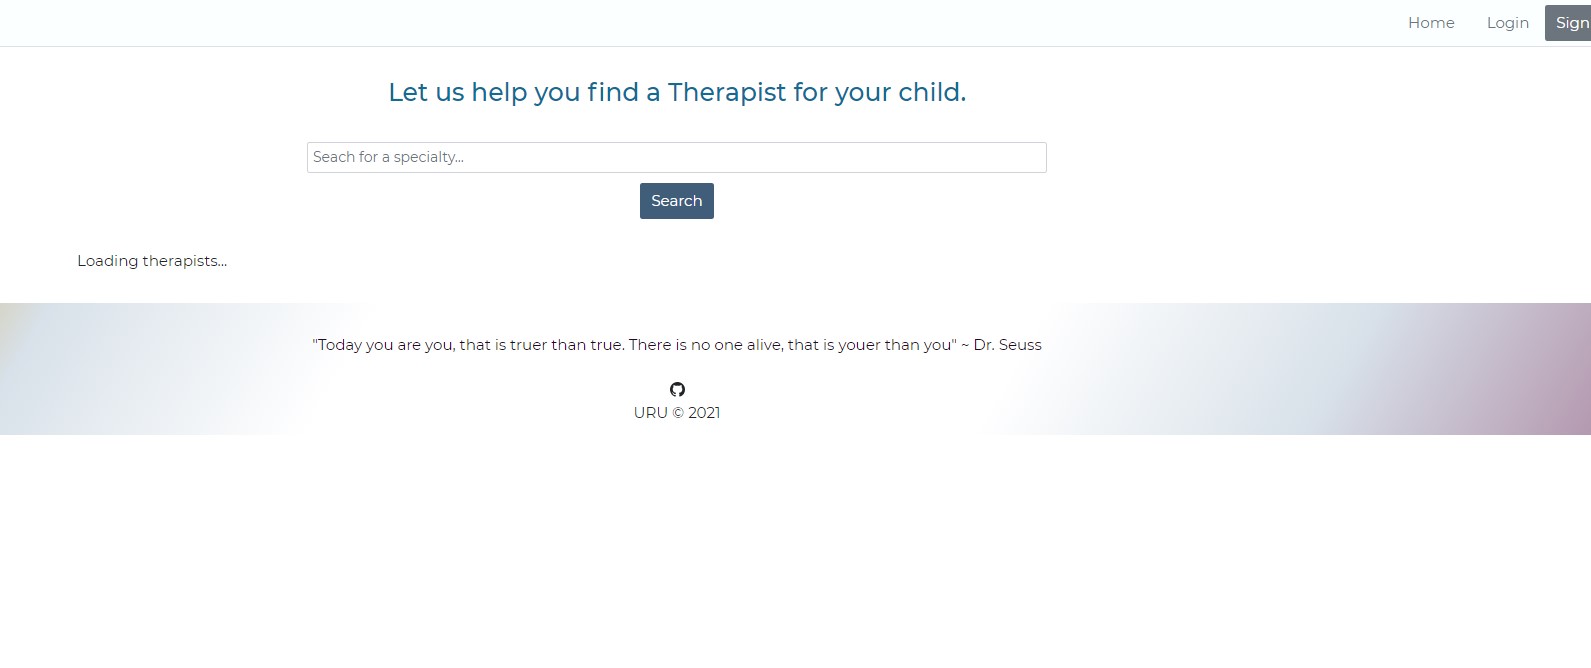 Home Login Sign
Let us help you find a Therapist for your child.
Seach for a specialty...
Search
Loading therapists...
"Today you are you, that is truer than true. There is no one alive, that is youer than you" ~ Dr. Seuss
URU © 2021